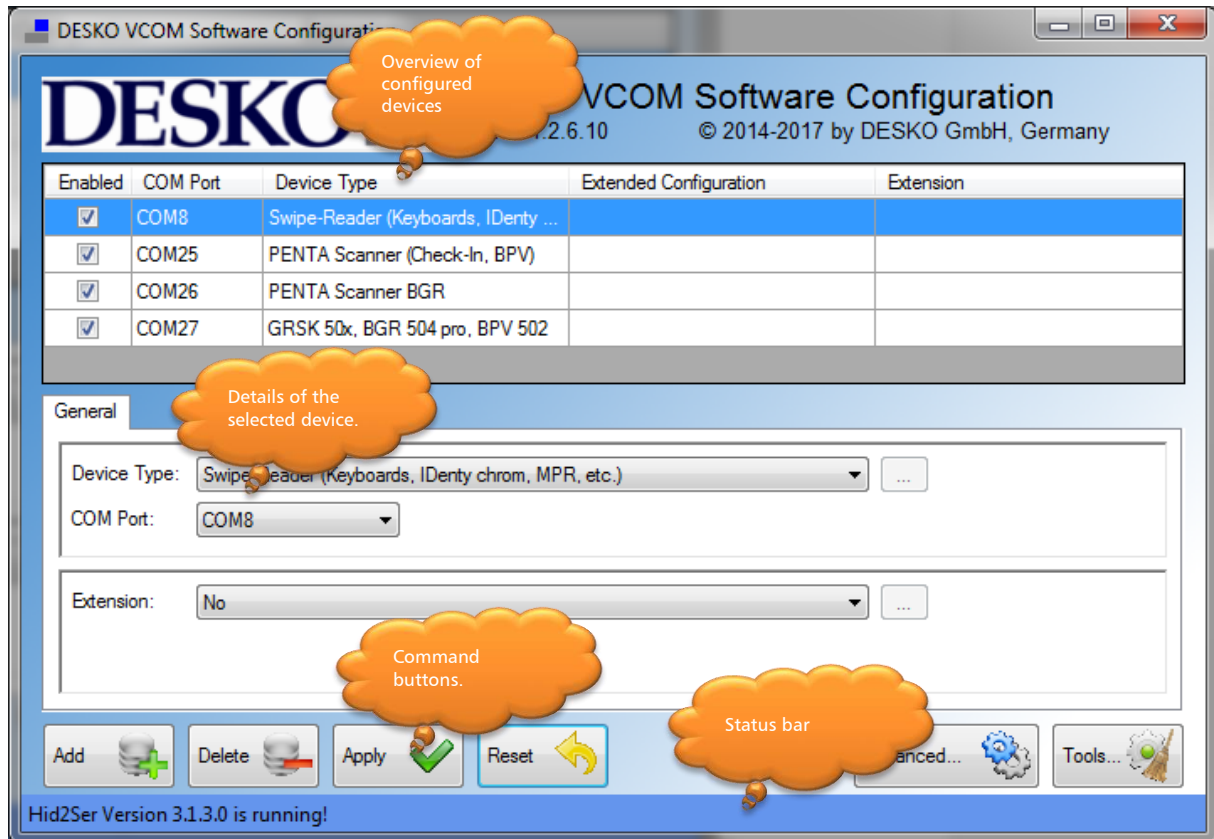 DESKO VCOM Software Configuration
Overview of
configured
devices
DESKO
VCOM Software Configuration
2.6.10 © 2014-2017 by DESKO GmbH, Germany
Enabled COM Port Device Type Extended Configuration Extension
COM8 Swipe-Reader (Keyboards, IDenty ...
COM25 PENTA Scanner (Check-In, BPV)
COM26 PENTA Scanner BGR
COM27 GRSK 50x, BGR 504 pro, BPV 502
Details of the
selected device.
General
Device Type: Swipe-Reader (Keyboards, IDenty chrom, MPR, etc.) ...
COM Port: COM8
Extension: No ...
Command
buttons.
Status bar
Add Delete Apply Reset anced... Tools...
Hid2Ser Version 3.1.3.0 is running!